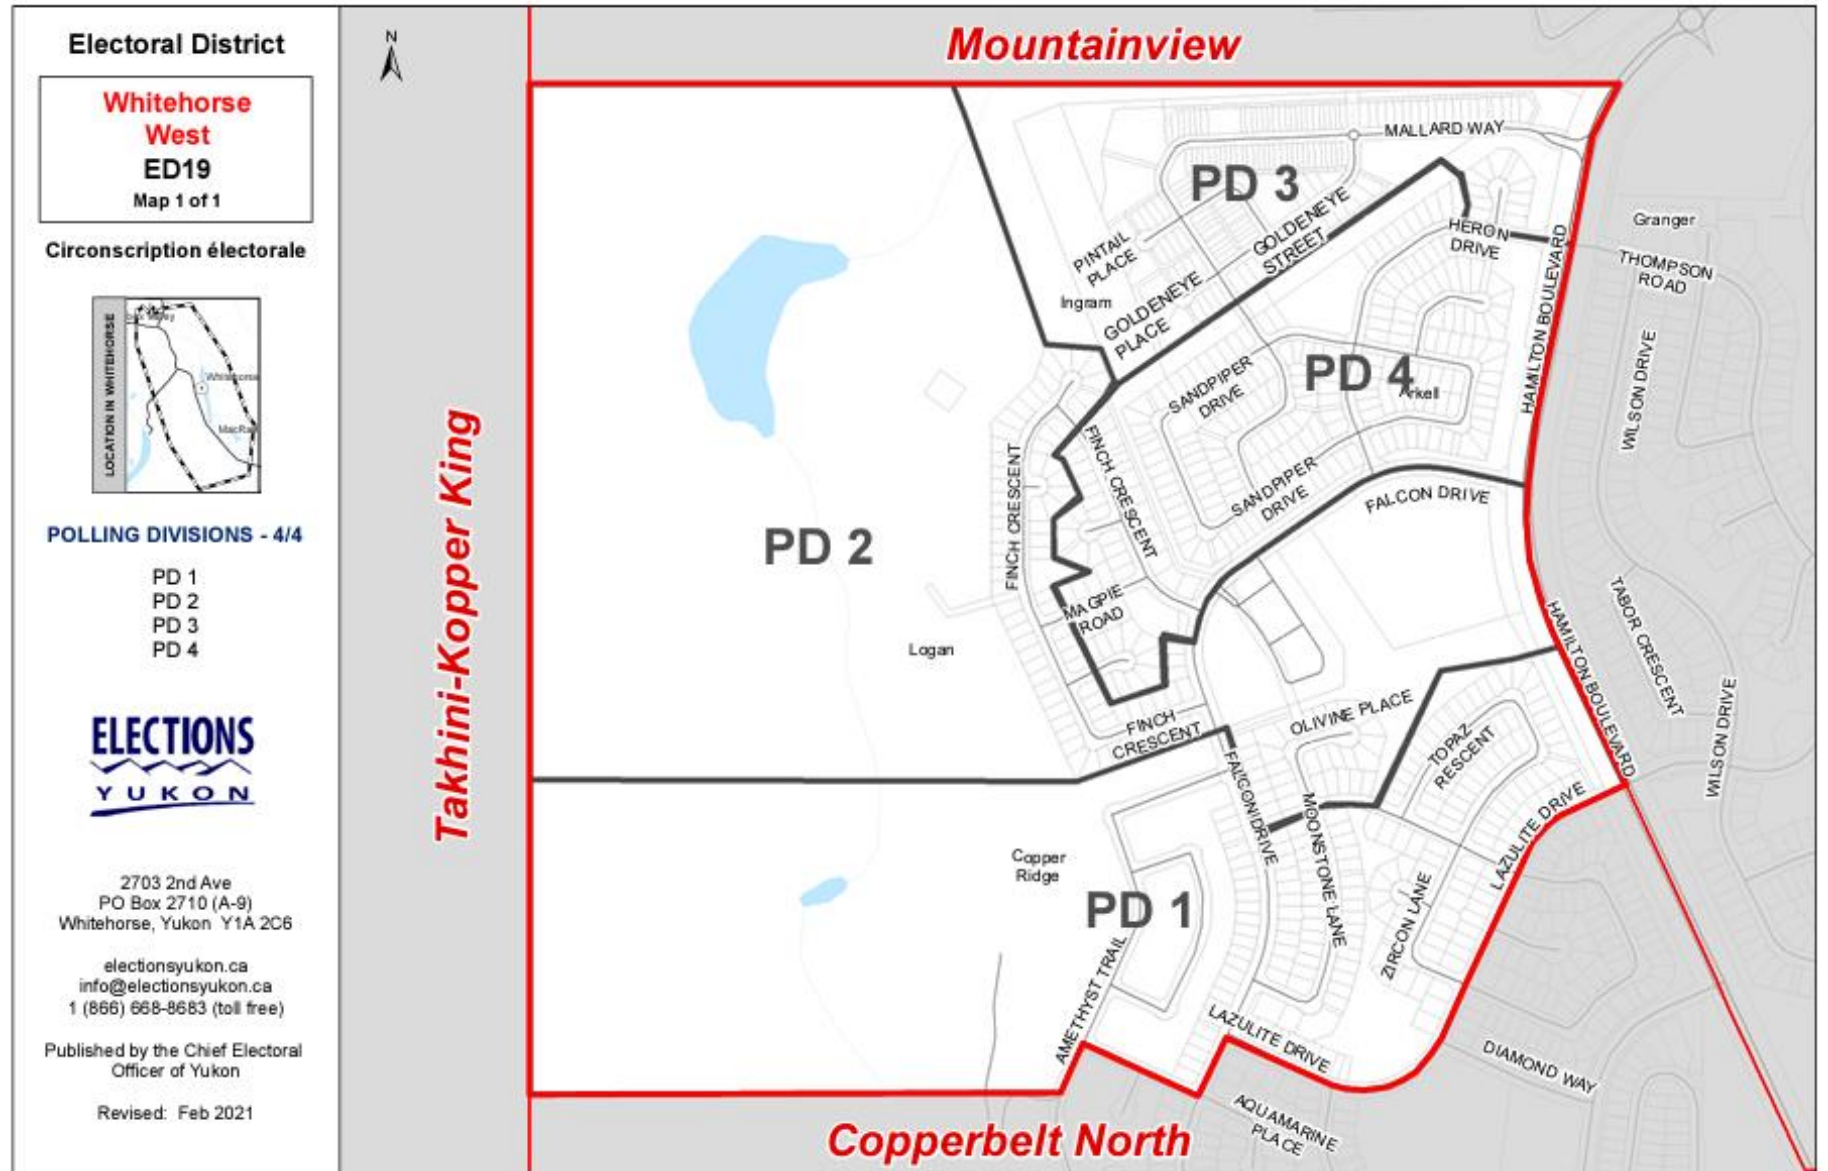 Electoral District
Whitehorse
West
ED19
Map 1 of 1
Circonscription électorale
LOCATION IN WHITEHORSE
Whitehorse
POLLING DIVISIONS - 4/4
PD 1
PD 2
PD 3
PD 4
ELECTIONS
YUKON
2703 2nd Ave
PO Box 2710 (A-9)
Whitehorse, Yukon Y1A 2C6
electionsyukon.ca
info@electionsyukon.ca
1 (866) 668-8683 (toll free)
Published by the Chief Electoral
Officer of Yukon
Revised: Feb 2021
N
Mountainview
Takhini-Kopper King
Copperbelt North
MALLARD WAY
PD 3
PINTAIL
PLACE
GOLDENEYE
STREET
GOLDENEYE
PLACE
Ingram
HERON
DRIVE
HAMILTON BOULEVARD
Granger
THOMPSON
ROAD
WILSON DRIVE
PD 4
Arkell
SANDPIPER
DRIVE
SANDPIPER
DRIVE
FINCH CRESCENT
FINCH CRESCENT
FALCON DRIVE
PD 2
MAGPIE
ROAD
Logan
FINCH
CRESCENT
OLIVINE PLACE
TOPAZ
RESCENT
HAMILTON BOULEVARD
TABOR CRESCENT
WILSON DRIVE
FALCON DRIVE
MOONSTONE LANE
LAZULITE DRIVE
ZIRCON LANE
Copper
Ridge
PD 1
AMETHYST TRAIL
LAZULITE DRIVE
DIAMOND WAY
AQUAMARINE
PLACE